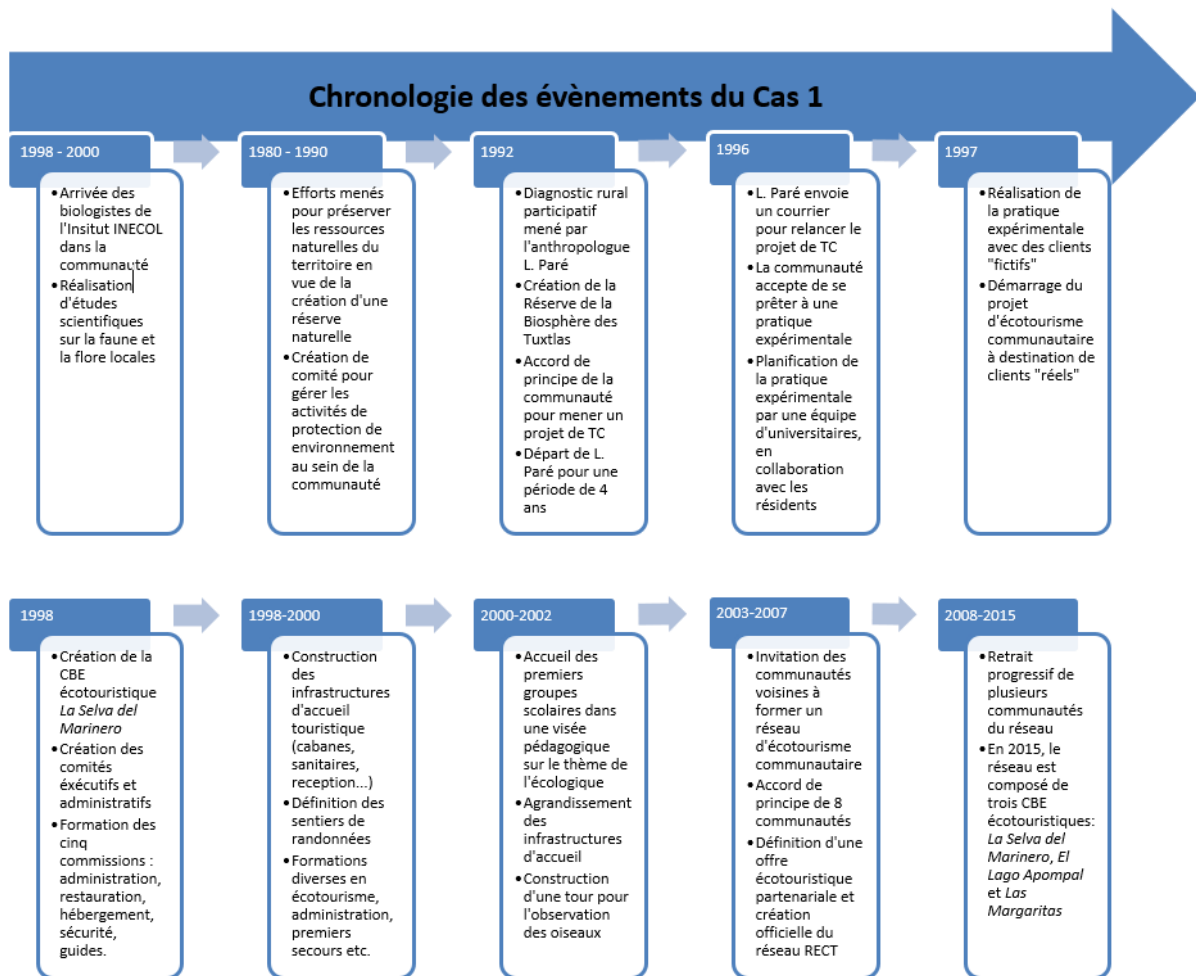 Chronologie des évènements du Cas 1
1998 - 2000
•Arrivée des
biologistes de
l'Insitut INECOL
dans la
communauté
•Réalisation
d'études
scientifiques
sur la faune et
la flore locales
1980 - 1990
•Efforts menés
pour préserver
les ressources
naturelles du
territoire en
vue de la
création d'une
réserve
naturelle
•Création de
comité pour
gérer les
activités de
protection de
environnement
au sein de la
communauté
1992
•Diagnostic rural
participatif
mené par
l'anthropologue
L. Paré
•Création de la
Réserve de la
Biosphère des
Tuxtlas
•Accord de
principe de la
communauté
pour mener un
projet de TC
•Départ de L.
Paré pour une
période de 4
ans
1996
•L. Paré envoie
un courrier
pour relancer le
projet de TC
•La communauté
accepte de se
prêter à une
pratique
expérimentale
•Planification de
la pratique
expérimentale
par une équipe
d'universitaires,
en
collaboration
avec les
résidents
1997
•Réalisation de
la pratique
expérimentale
avec des clients
"fictifs"
•Démarrage du
projet
d'écotourisme
communautaire
à destination de
clients "réels"
1998
•Création de la
CBE
écotouristique
La Selva del
Marinero
•Création des
comités
éxécutifs et
administratifs
•Formation des
cinq
commissions :
administration,
restauration,
hébergement,
sécurité,
guides.
1998-2000
•Construction
des
infrastructures
d'accueil
touristique
(cabanes,
sanitaires,
reception...)
•Définition des
sentiers de
randonnées
•Formations
diverses en
écotourisme,
administration,
premiers
secours etc.
2000-2002
•Accueil des
premiers
groupes
scolaires dans
une visée
pédagogique
sur le thème de
l'écologique
•Agrandissement
des
infrastructures
d'accueil
•Construction
d'une tour pour
l'observation
des oiseaux
2003-2007
•Invitation des
communautés
voisines à
former un
réseau
d'écotourisme
communautaire
•Accord de
principe de 8
communautés
•Définition d'une
offre
écotouristique
partenariale et
création
officielle du
réseau RECT
2008-2015
•Retrait
progressif de
plusieurs
communautés
du réseau
•En 2015, le
réseau est
composé de
trois CBE
écotouristiques:
La Selva del
Marinero, El
Lago Apompal
et Las
Margaritas